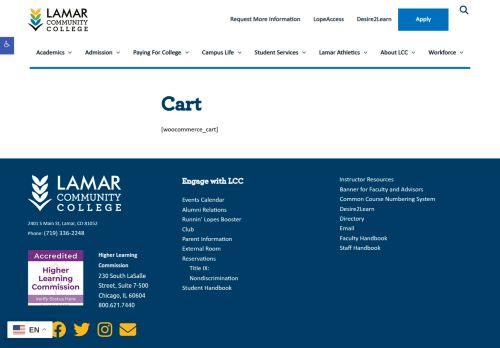 LAMAR
COMMUNITY
COLLEGE
Request More Information
LopeAccess
Desire2Learn
Apply
Academics
Admission
Paying For College
Campus Life
Student Services
Lamar Athletics
About LCC
Workforce
Cart
[woocommerce_cart]
LAMAR
COMMUNITY
COLLEGE
2401 S Main St, Lamar, CO 81052
Phone: (719) 336-2248
Accredited
Higher
Learning
Commission
Verify Status Here
Higher Learning
Commission
230 South LaSalle
Street, Suite 7-500
Chicago, IL 60604
800.621.7440
Engage with LCC
Events Calendar
Alumni Relations
Runnin' Lopes Booster
Club
Parent Information
External Room
Reservations
Title IX:
Nondiscrimination
Student Handbook
Instructor Resources
Banner for Faculty and Advisors
Common Course Numbering System
Desire2Learn
Directory
Email
Faculty Handbook
Staff Handbook
EN